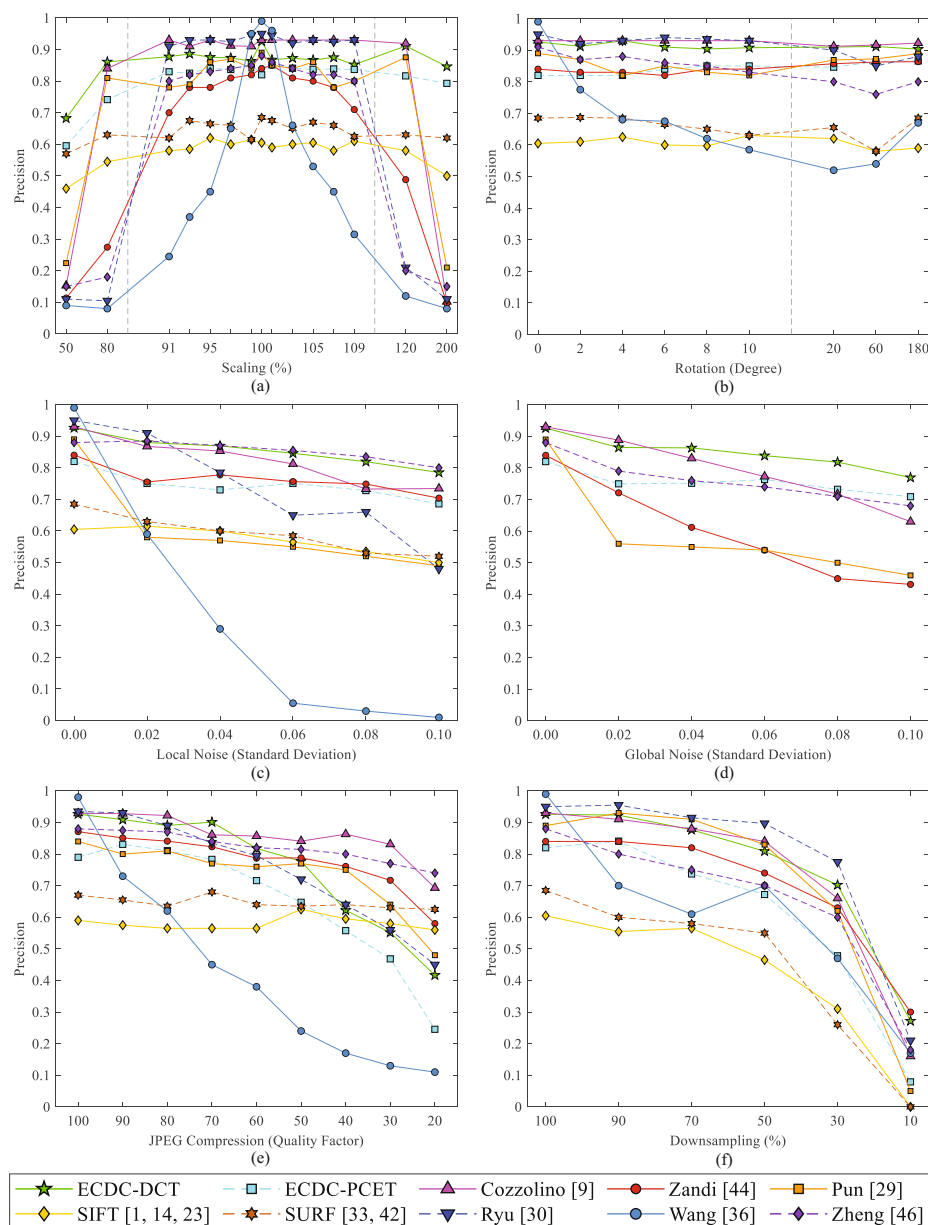 1
0.9
0.8
0.7
0.6
0.5
0.4
0.3
0.2
0.1
0
Precision
50 80 91 95 100 105 109 120 200
Scaling (%)
(a)
1
0.9
0.8
0.7
0.6
0.5
0.4
0.3
0.2
0.1
0
Precision
0 2 4 6 8 10 20 60 180
Rotation (Degree)
(b)
1
0.9
0.8
0.7
0.6
0.5
0.4
0.3
0.2
0.1
0
Precision
0.00 0.02 0.04 0.06 0.08 0.10
Local Noise (Standard Deviation)
(c)
1
0.9
0.8
0.7
0.6
0.5
0.4
0.3
0.2
0.1
0
Precision
0.00 0.02 0.04 0.06 0.08 0.10
Global Noise (Standard Deviation)
(d)
1
0.9
0.8
0.7
0.6
0.5
0.4
0.3
0.2
0.1
0
Precision
100 90 80 70 60 50 40 30 20
JPEG Compression (Quality Factor)
(e)
1
0.9
0.8
0.7
0.6
0.5
0.4
0.3
0.2
0.1
0
Precision
100 90 70 50 30 10
Downsampling (%)
(f)
ECDC-DCT ECDC-PCET Cozzolino [9] Zandi [44] Pun [29]
SIFT [1, 14, 23] SURF [33, 42] Ryu [30] Wang [36] Zheng [46]